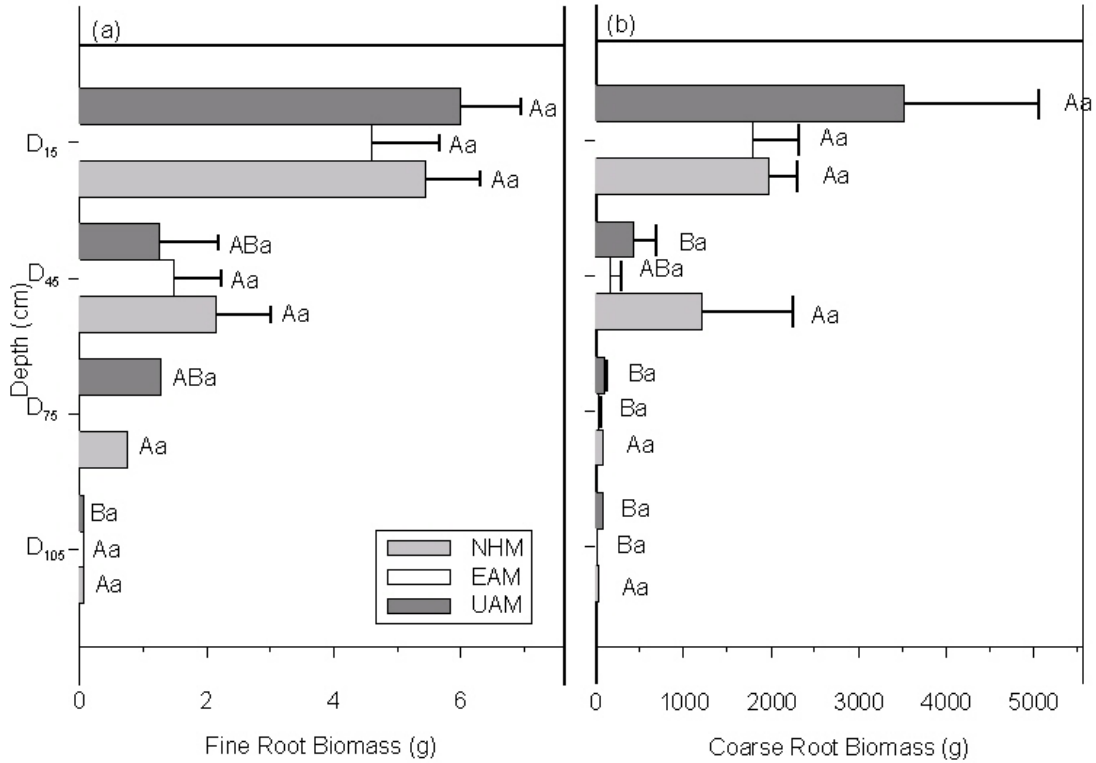 (a)
Aa
Aa
Aa
ABa
Aa
Aa
ABa
Aa
Ba
Aa
Aa
D15
D45
D75
D105
Depth (cm)
NHM
EAM
UAM
0 2 4 6
Fine Root Biomass (g)
(b)
Aa
Aa
Aa
Ba
ABa
Aa
Ba
Ba
Aa
Ba
Ba
Aa
0 1000 2000 3000 4000 5000
Coarse Root Biomass (g)